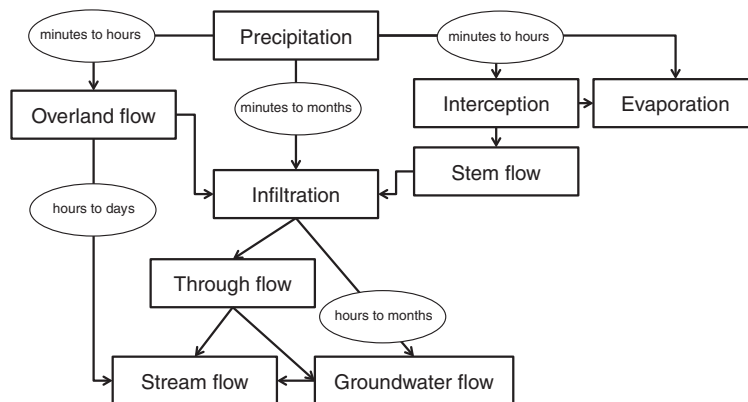 minutes to hours
Precipitation
minutes to hours
Overland flow
minutes to months
Interception
Evaporation
Stem flow
Infiltration
hours to days
Through flow
hours to months
Stream flow
Groundwater flow